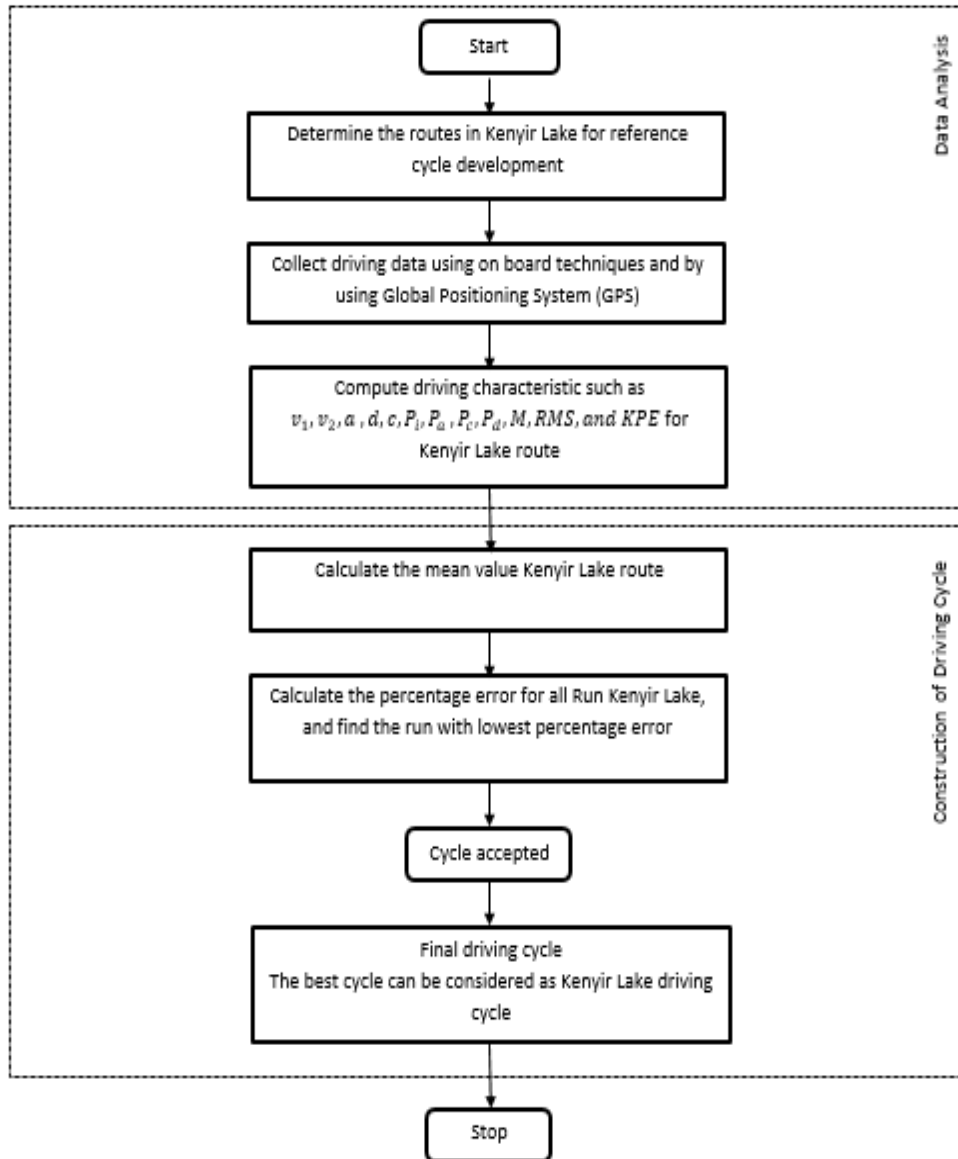 Start
Data Analysis
Determine the routes in Kenyir Lake for reference
cycle development
Collect driving data using on board techniques and by
using Global Positioning System (GPS)
Compute driving characteristic such as
v₁, v₂, a , d, c, Pᵢ, Pₐ , P꜀, P_d, M, RMS, and KPE for
Kenyir Lake route
Construction of Driving Cycle
Calculate the mean value Kenyir Lake route
Calculate the percentage error for all Run Kenyir Lake,
and find the run with lowest percentage error
Cycle accepted
Final driving cycle
The best cycle can be considered as Kenyir Lake driving
cycle
Stop